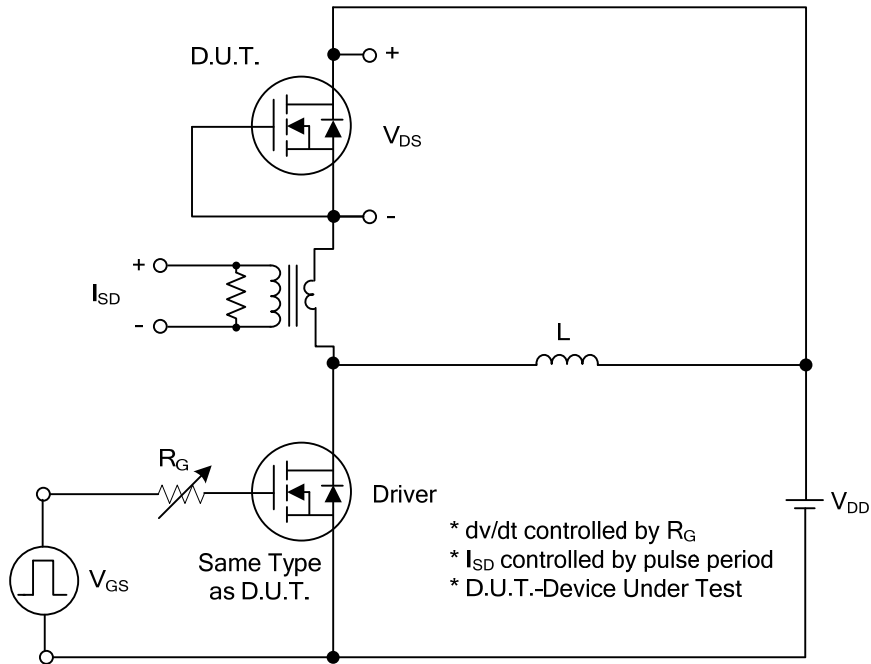 D.U.T.
+
V_DS
-
+
I_SD
-
L
R_G
Driver
V_DD
* dv/dt controlled by R_G
* I_SD controlled by pulse period
* D.U.T.-Device Under Test
Same Type
as D.U.T.
V_GS